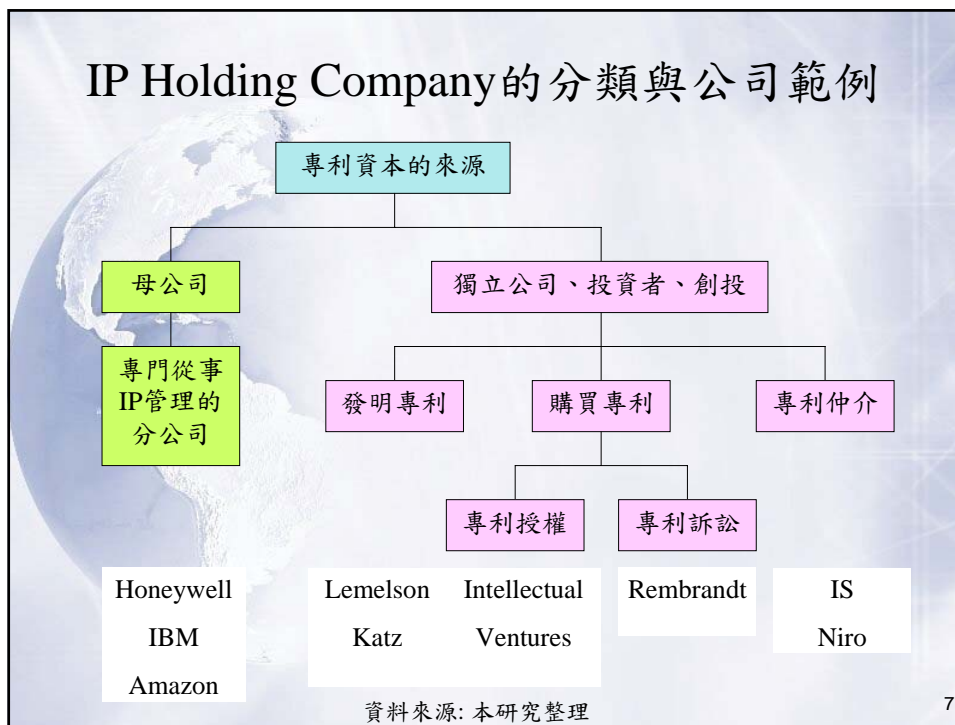 IP Holding Company的分類與公司範例
專利資本的來源
母公司
獨立公司、投資者、創投
專門從事
IP管理的
分公司
發明專利
購買專利
專利仲介
專利授權
專利訴訟
Honeywell
IBM
Amazon
Lemelson
Katz
Intellectual
Ventures
Rembrandt
IS
Niro
資料來源: 本研究整理
7